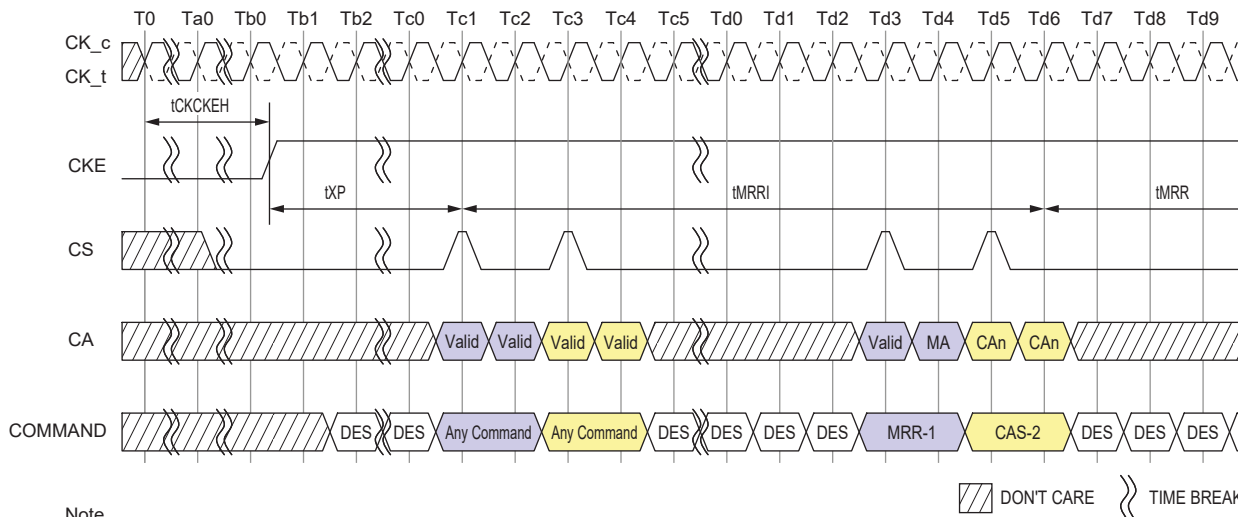 T0 Ta0 Tb0 Tb1 Tb2 Tc0 Tc1 Tc2 Tc3 Tc4 Tc5 Td0 Td1 Td2 Td3 Td4 Td5 Td6 Td7 Td8 Td9
CK_c
CK_t
tCKCKEH
CKE
tXP tMRRI tMRR
CS
CA Valid Valid Valid Valid Valid MA CAn CAn
COMMAND DES DES Any Command Any Command DES DES DES DES MRR-1 CAS-2 DES DES DES
DON'T CARE TIME BREAK
Note